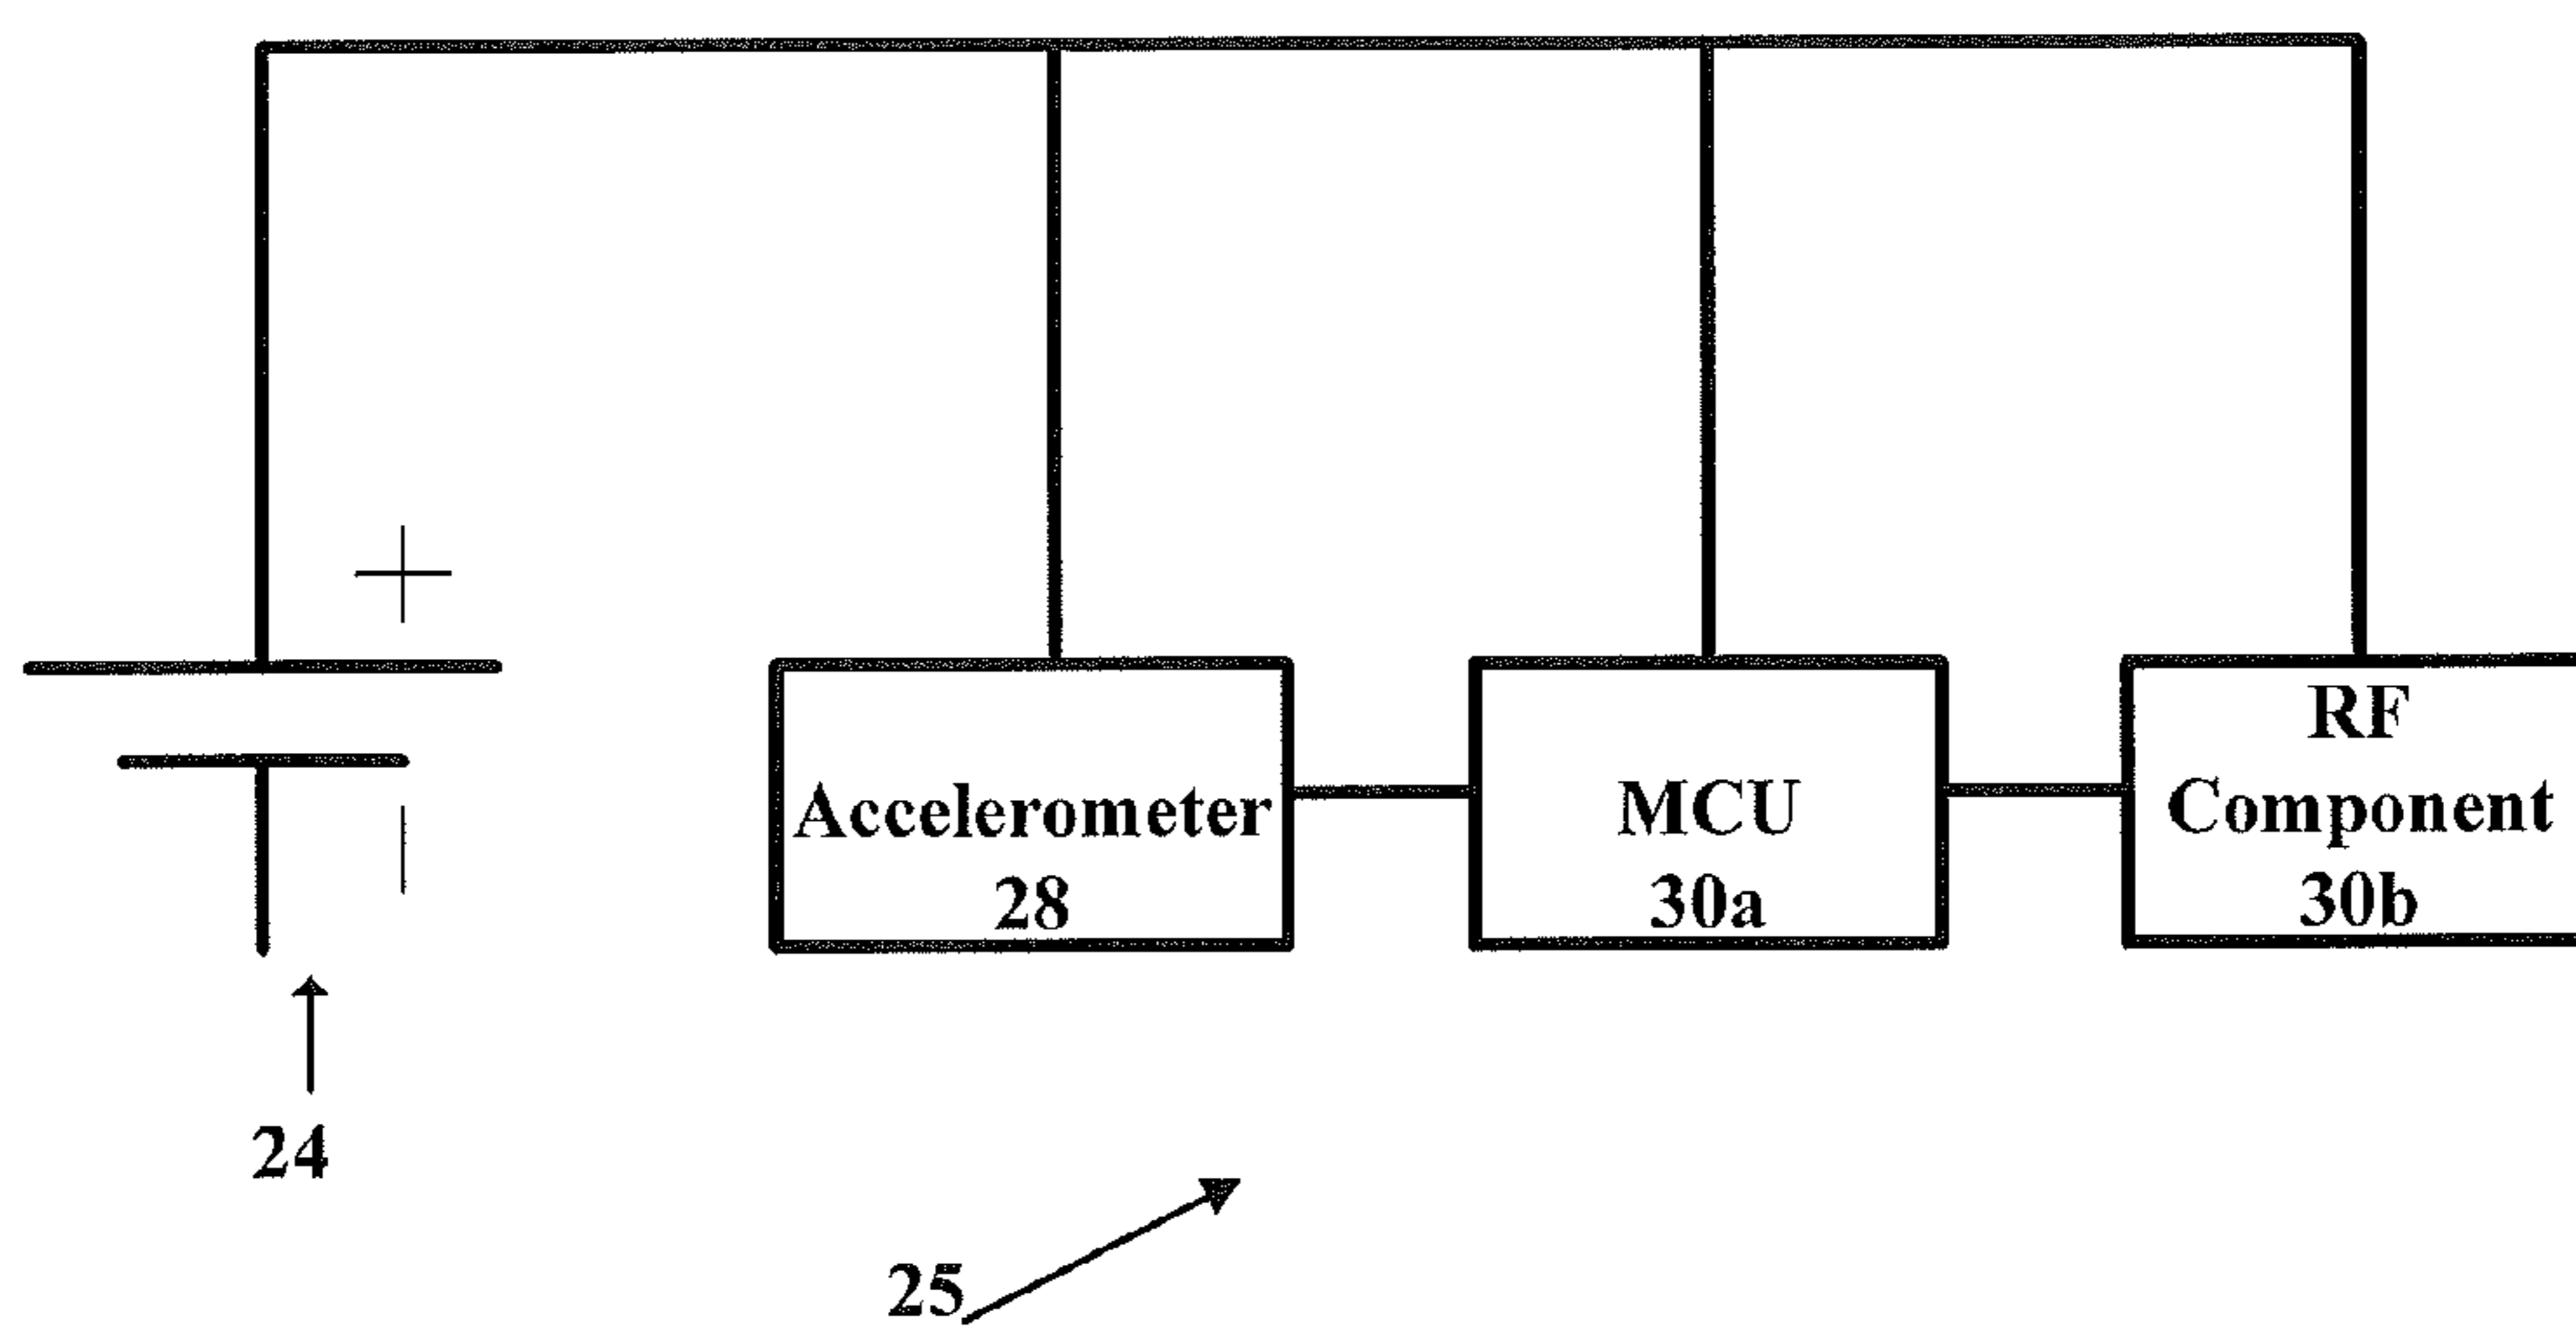 +
|
Accelerometer
28
MCU
30a
RF
Component
30b
24
25